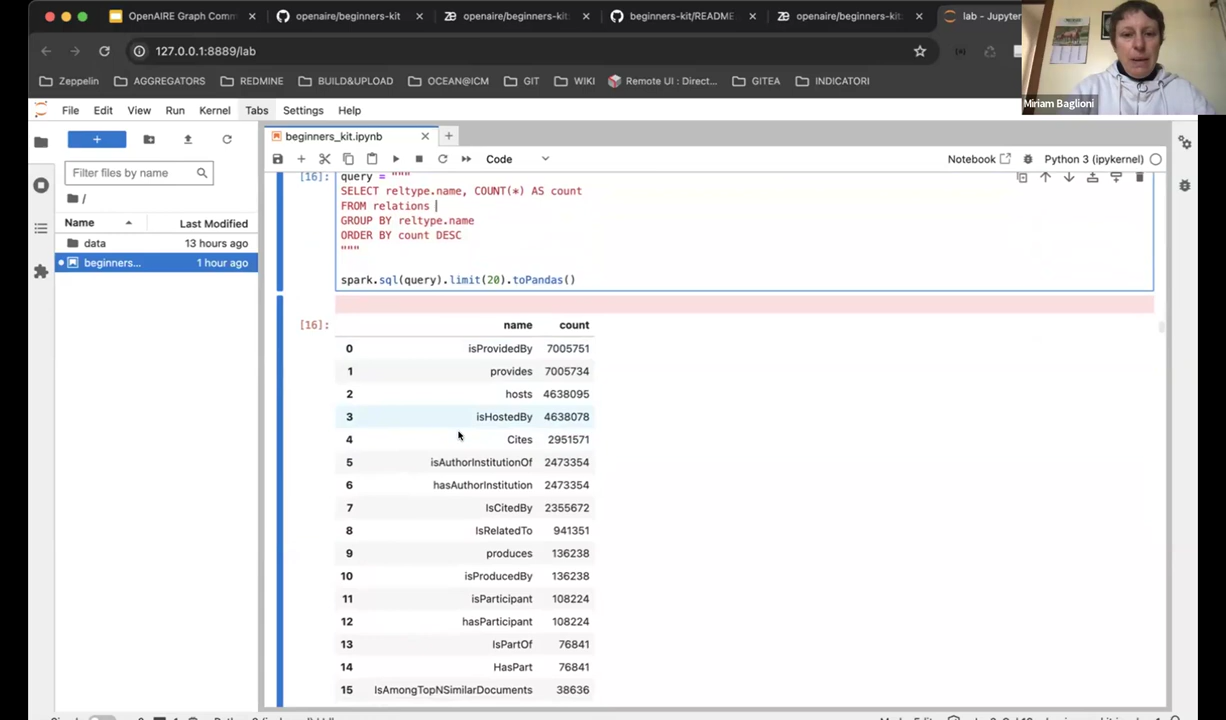 OpenAIRE Graph Comm
openaire/beginners-kit
openaire/beginners-kit:
beginners-kit/README
openaire/beginners-kit:
lab - Jupyter
127.0.0.1:8889/lab
Zeppelin
AGGREGATORS
REDMINE
BUILD&UPLOAD
OCEAN@ICM
GIT
WIKI
Remote UI : Direct...
GITEA
INDICATORI
Miriam Baglioni
File Edit View Run Kernel Tabs Settings Help
beginners_kit.ipynb
Filter files by name
Code
Notebook
Python 3 (ipykernel)
/
Name
Last Modified
data
13 hours ago
beginners...
1 hour ago
[16]:
query = """
SELECT reltype.name, COUNT(*) AS count
FROM relations
GROUP BY reltype.name
ORDER BY count DESC
"""
spark.sql(query).limit(20).toPandas()
[16]:
name count
0 isProvidedBy 7005751
1 provides 7005734
2 hosts 4638095
3 isHostedBy 4638078
4 Cites 2951571
5 isAuthorInstitutionOf 2473354
6 hasAuthorInstitution 2473354
7 IsCitedBy 2355672
8 IsRelatedTo 941351
9 produces 136238
10 isProducedBy 136238
11 isParticipant 108224
12 hasParticipant 108224
13 IsPartOf 76841
14 HasPart 76841
15 IsAmongTopNSimilarDocuments 38636